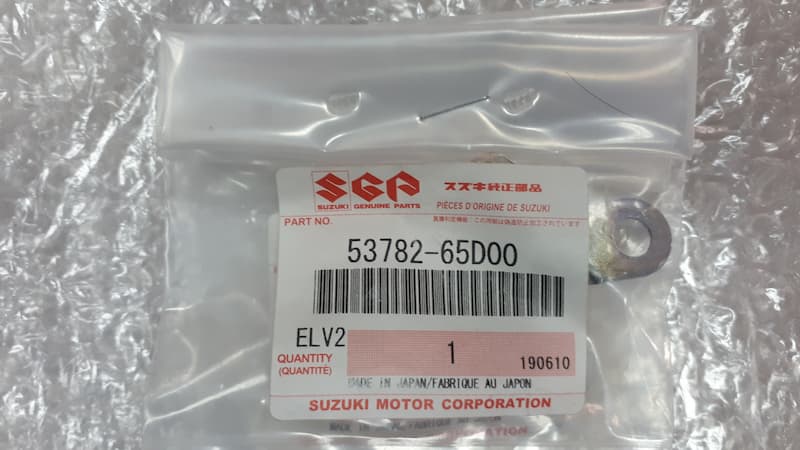 SGP
SUZUKI GENUINE PARTS
スズキ純正部品
PIÈCES D'ORIGINE DE SUZUKI
PART NO.
53782-65D00
ELV2
QUANTITY
(QUANTITÉ)
1
190610
MADE IN JAPAN/FABRIQUE AU JAPON
SUZUKI MOTOR CORPORATION